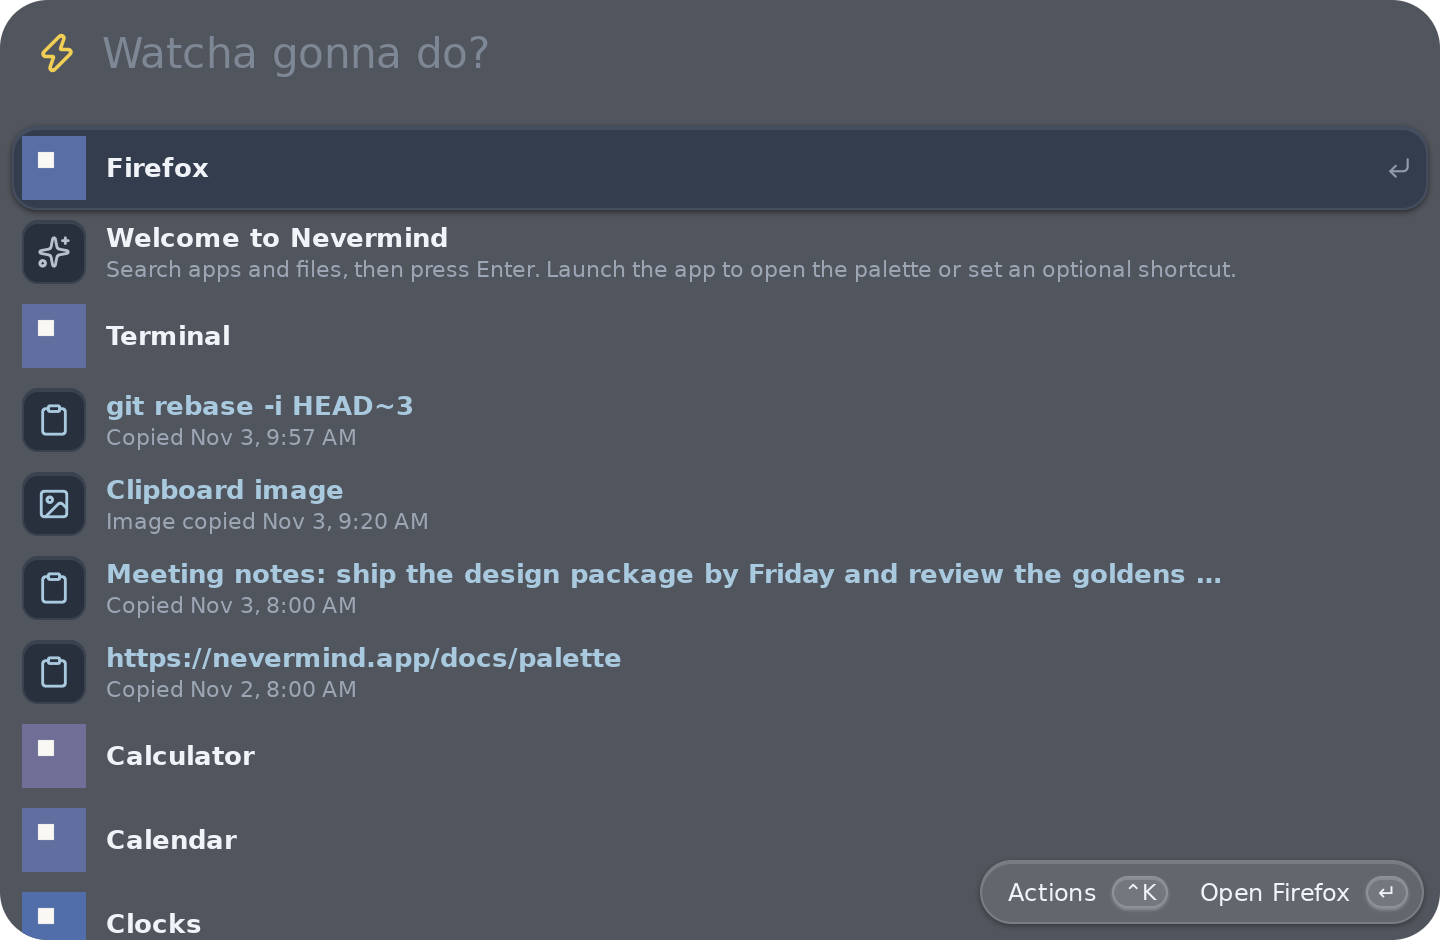 Watcha gonna do?
Firefox
Welcome to Nevermind
Search apps and files, then press Enter. Launch the app to open the palette or set an optional shortcut.
Terminal
git rebase -i HEAD~3
Copied Nov 3, 9:57 AM
Clipboard image
Image copied Nov 3, 9:20 AM
Meeting notes: ship the design package by Friday and review the goldens …
Copied Nov 3, 8:00 AM
https://nevermind.app/docs/palette
Copied Nov 2, 8:00 AM
Calculator
Calendar
Clocks
Actions ^K Open Firefox ↵